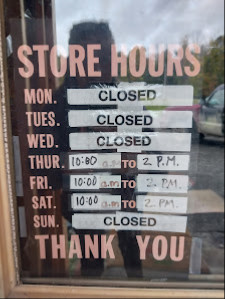 STORE HOURS
MON. CLOSED
TUES. CLOSED
WED. CLOSED
THUR. 10:00 a.m. TO 2 P.M.
FRI. 10:00 a.m. TO 2 P.M.
SAT. 10:00 a.m. TO 2 P.M.
SUN. CLOSED
THANK YOU